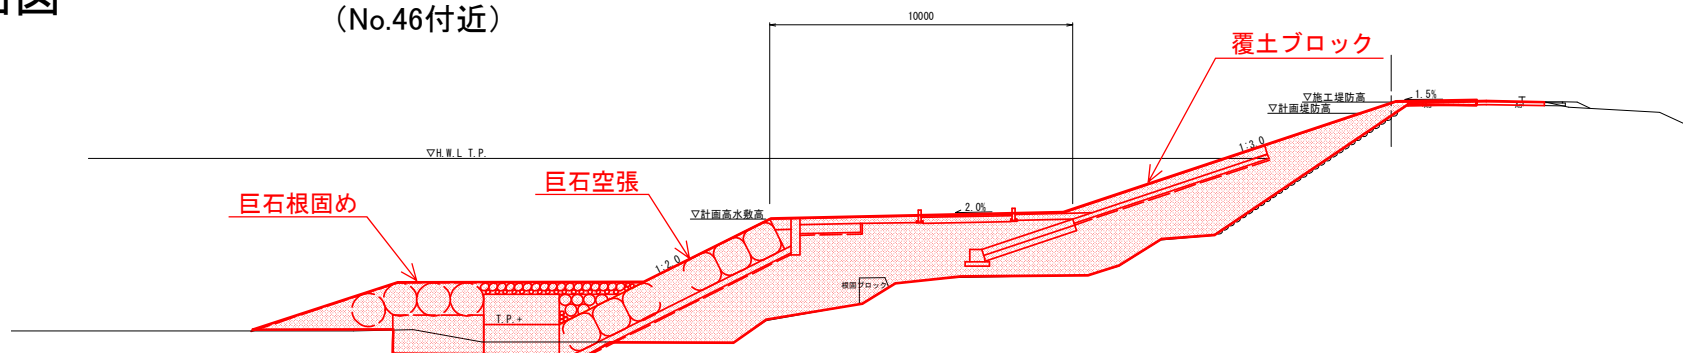 (No.46付近)
10000
覆土ブロック
▽施工堤防高
1.5%
▽計画堤防高
▽H.W.L T.P.
1:3.0
巨石空張
巨石根固め
▽計画高水敷高
2.0%
1:2.0
根固ブロック
T.P.+